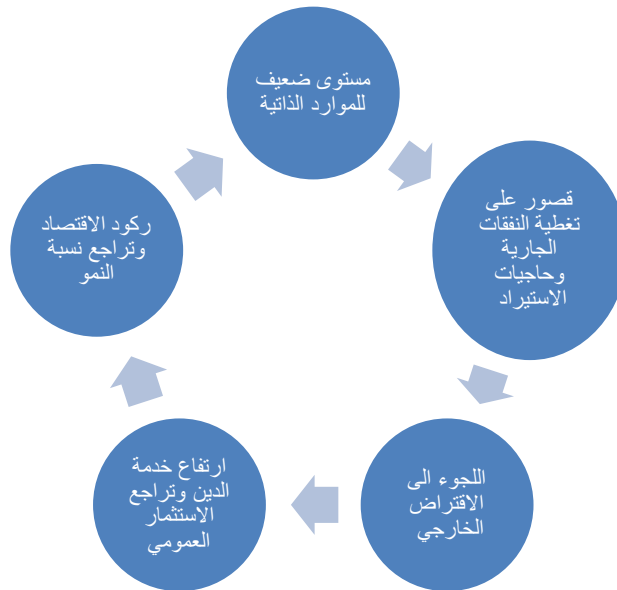 مستوى ضعيف
للموارد الذاتية
قصور على
تغطية النفقات
الجارية
وحاجيات
الاستيراد
اللجوء الى
الاقتراض
الخارجي
ارتفاع خدمة
الدين وتراجع
الاستثمار
العمومي
ركود الاقتصاد
وتراجع نسبة
النمو